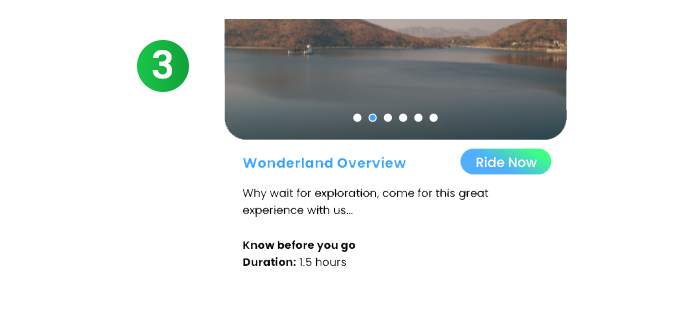 3
Wonderland Overview
Ride Now
Why wait for exploration, come for this great
experience with us...
Know before you go
Duration: 1.5 hours